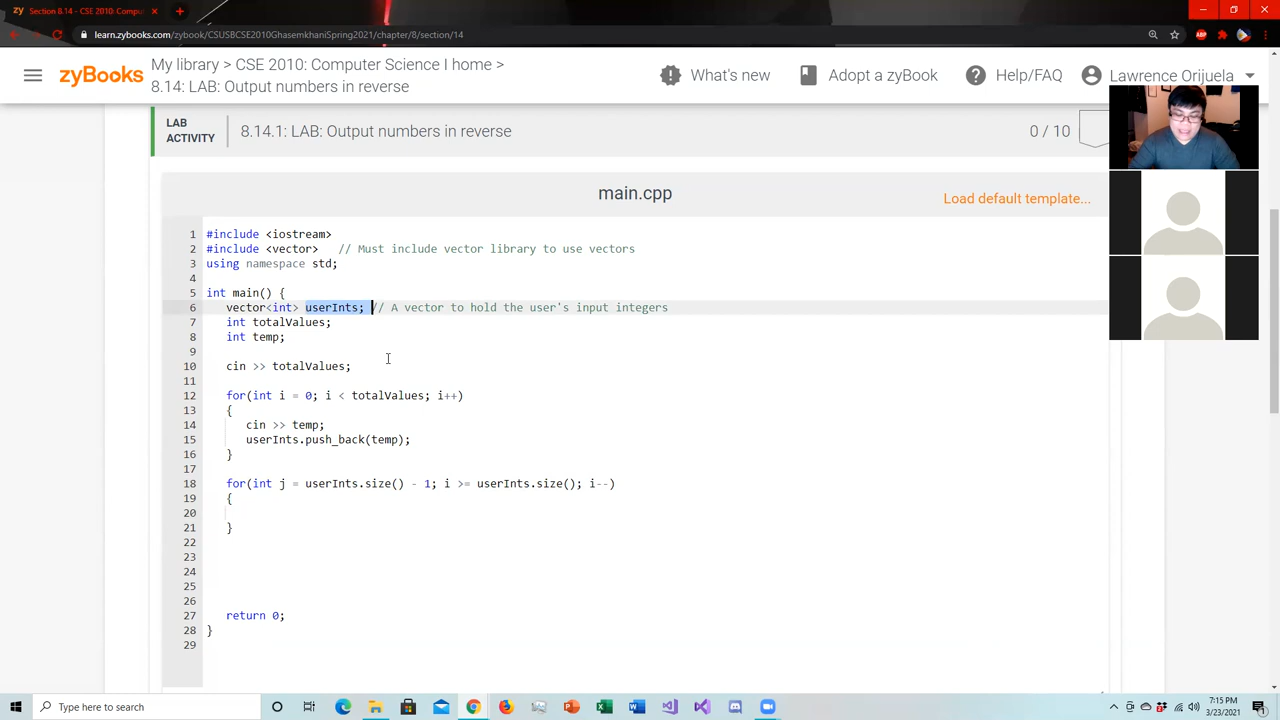 zy Section 8.14 - CSE 2010: Comput
learn.zybooks.com/zybook/CSUSBCSE2010GhasemkhaniSpring2021/chapter/8/section/14
zyBooks
My library > CSE 2010: Computer Science I home >
8.14: LAB: Output numbers in reverse
What's new
Adopt a zyBook
Help/FAQ
Lawrence Orijuela
LAB
ACTIVITY
8.14.1: LAB: Output numbers in reverse
0 / 10
main.cpp
Load default template...
1 #include <iostream>
2 #include <vector>   // Must include vector library to use vectors
3 using namespace std;
4
5 int main() {
6    vector<int> userInts; // A vector to hold the user's input integers
7    int totalValues;
8    int temp;
9
10    cin >> totalValues;
11
12    for(int i = 0; i < totalValues; i++)
13    {
14       cin >> temp;
15       userInts.push_back(temp);
16    }
17
18    for(int j = userInts.size() - 1; i >= userInts.size(); i--)
19    {
20
21    }
22
23
24
25
26
27    return 0;
28 }
29
Type here to search
7:15 PM
3/23/2021